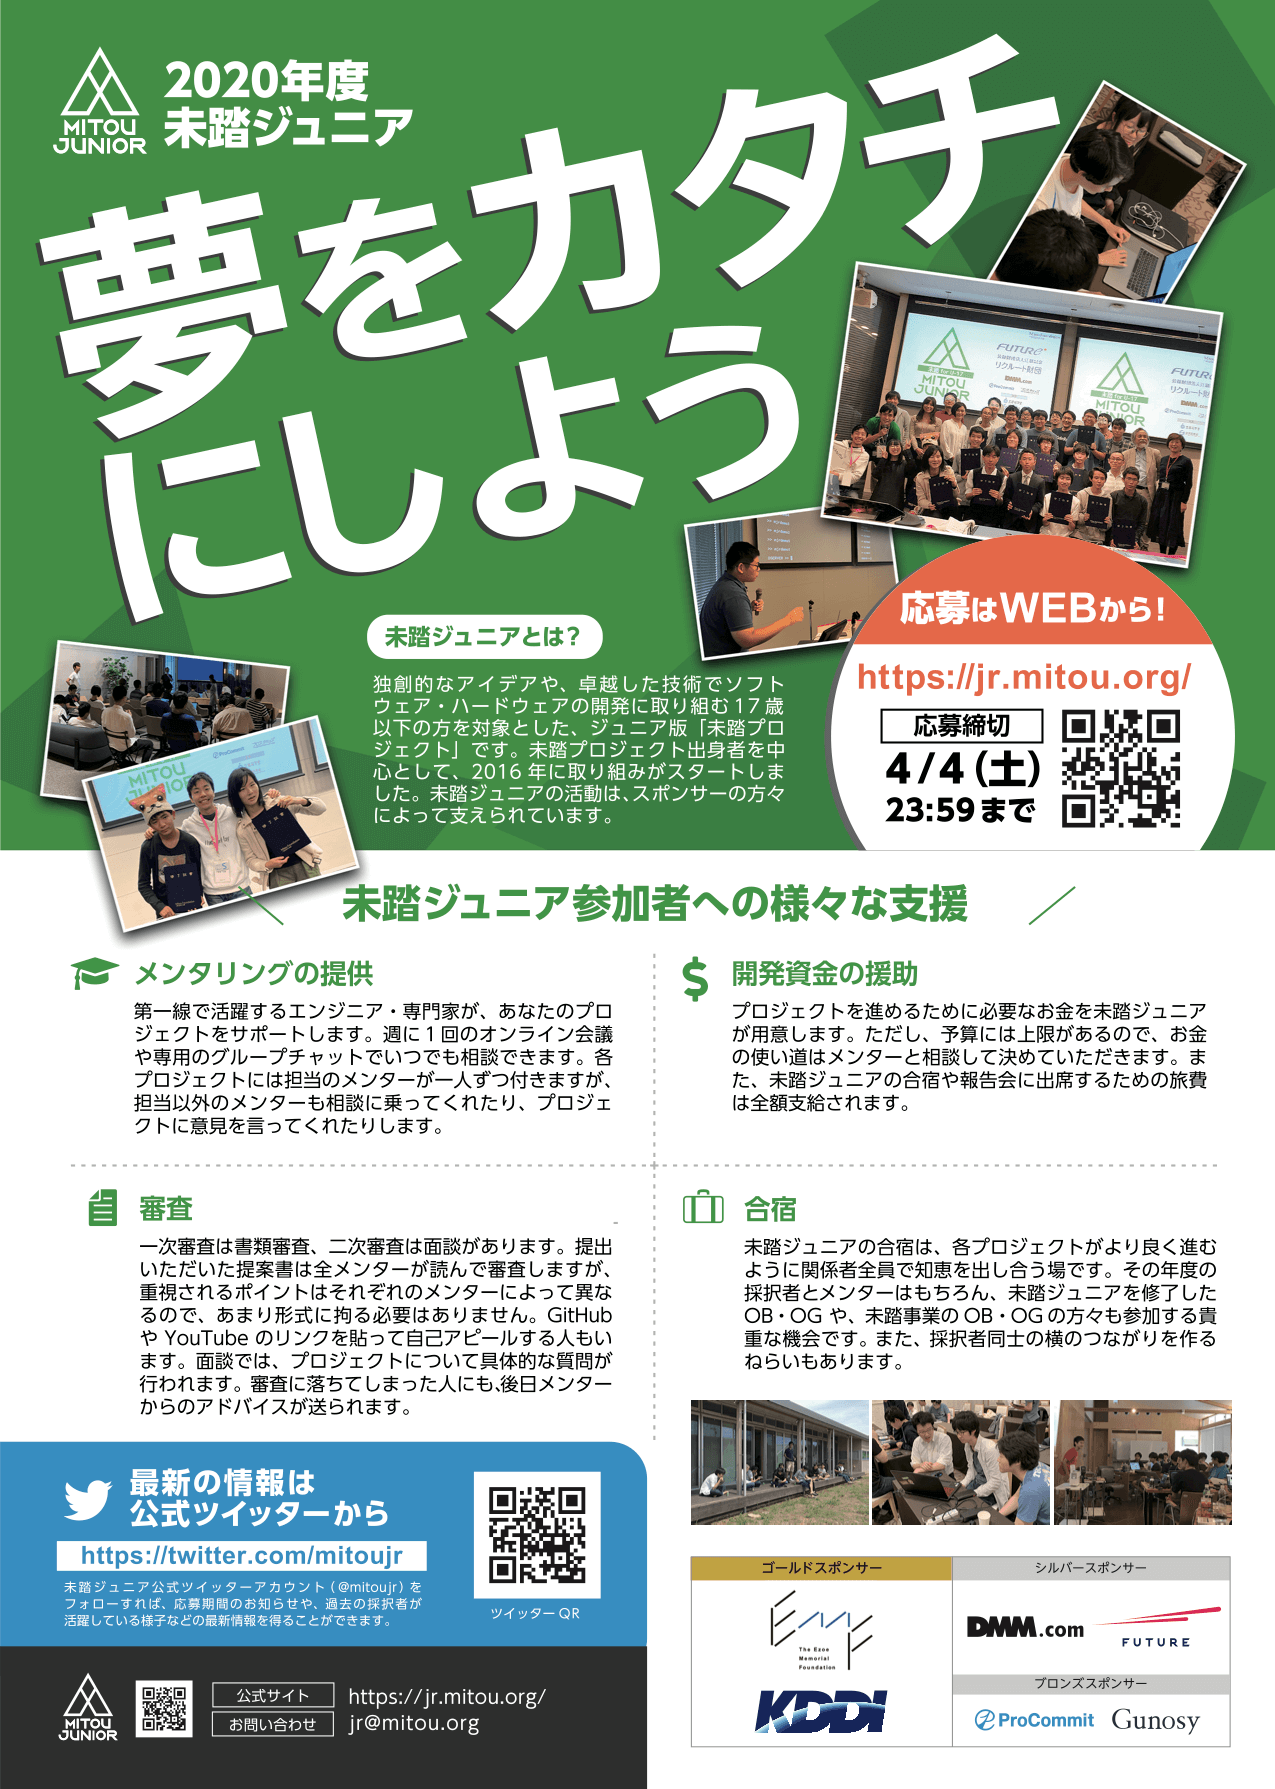 MITOU
JUNIOR
2020年度
未踏ジュニア
夢をカタチ
にしよう
FUTURE
リクルート財団
DMM.com
MITOU
JUNIOR
未踏ジュニアとは？
独創的なアイデアや、卓越した技術でソフト
ウェア・ハードウェアの開発に取り組む17歳
以下の方を対象とした、ジュニア版「未踏プロ
ジェクト」です。未踏プロジェクト出身者を中
心として、2016年に取り組みがスタートしま
した。未踏ジュニアの活動は、スポンサーの方々
によって支えられています。
応募はWEBから！
https://jr.mitou.org/
応募締切
4/4（土）
23:59まで
未踏ジュニア参加者への様々な支援
メンタリングの提供
第一線で活躍するエンジニア・専門家が、あなたのプロ
ジェクトをサポートします。週に1回のオンライン会議
や専用のグループチャットでいつでも相談できます。各
プロジェクトには担当のメンターが一人ずつ付きますが、
担当以外のメンターも相談に乗ってくれたり、プロジェ
クトに意見を言ってくれたりします。
開発資金の援助
プロジェクトを進めるために必要なお金を未踏ジュニア
が用意します。ただし、予算には上限があるので、お金
の使い道はメンターと相談して決めていただきます。ま
た、未踏ジュニアの合宿や報告会に出席するための旅費
は全額支給されます。
審査
一次審査は書類審査、二次審査は面談があります。提出
いただいた提案書は全メンターが読んで審査しますが、
重視されるポイントはそれぞれのメンターによって異な
るので、あまり形式に拘る必要はありません。GitHub
や YouTube のリンクを貼って自己アピールする人もい
ます。面談では、プロジェクトについて具体的な質問が
行われます。審査に落ちてしまった人にも、後日メンター
からのアドバイスが送られます。
合宿
未踏ジュニアの合宿は、各プロジェクトがより良く進む
ように関係者全員で知恵を出し合う場です。その年度の
採択者とメンターはもちろん、未踏ジュニアを修了した
OB・OG や、未踏事業の OB・OG の方々も参加する貴
重な機会です。また、採択者同士の横のつながりを作る
ねらいもあります。
最新の情報は
公式ツイッターから
https://twitter.com/mitoujr
未踏ジュニア公式ツイッターアカウント（@mitoujr）を
フォローすれば、応募期間のお知らせや、過去の採択者が
活躍している様子などの最新情報を得ることができます。
ツイッター QR
MITOU
JUNIOR
公式サイト
https://jr.mitou.org/
お問い合わせ
jr@mitou.org
ゴールドスポンサー
The Ezoe
Memorial
Foundation
KDDI
シルバースポンサー
DMM.com
FUTURE
ブロンズスポンサー
ProCommit
Gunosy